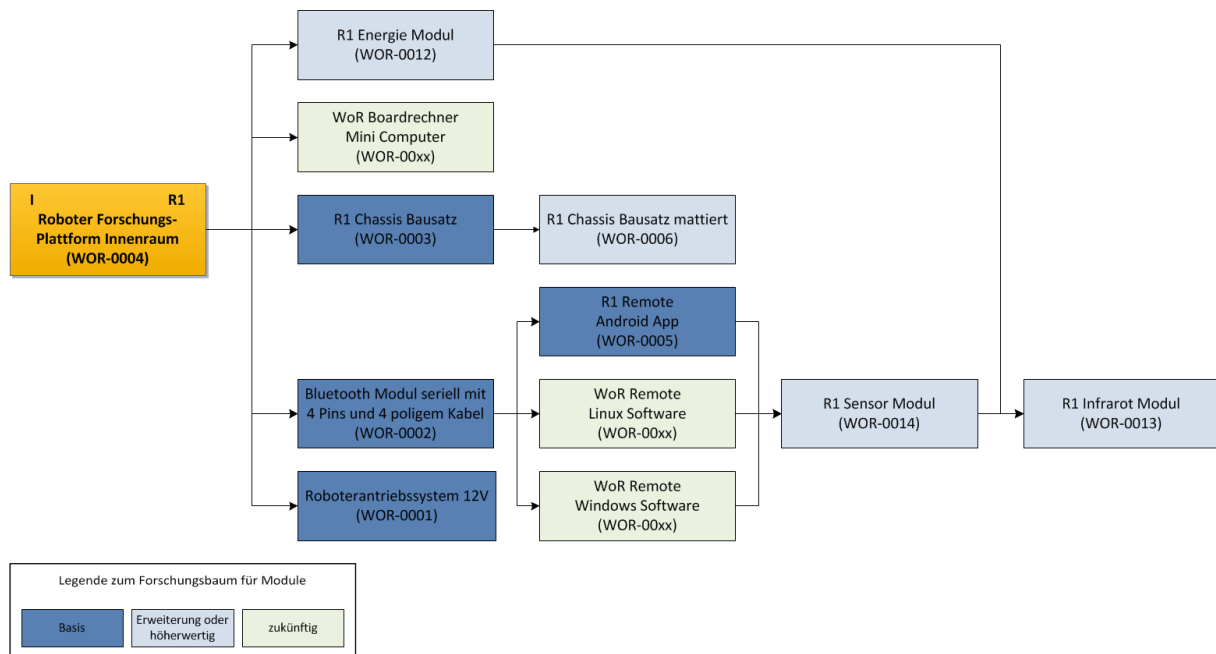 R1 Energie Modul
(WOR-0012)
WoR Boardrechner
Mini Computer
(WOR-00xx)
I R1
Roboter Forschungs-
Plattform Innenraum
(WOR-0004)
R1 Chassis Bausatz
(WOR-0003)
R1 Chassis Bausatz mattiert
(WOR-0006)
R1 Remote
Android App
(WOR-0005)
Bluetooth Modul seriell mit
4 Pins und 4 poligem Kabel
(WOR-0002)
WoR Remote
Linux Software
(WOR-00xx)
R1 Sensor Modul
(WOR-0014)
R1 Infrarot Modul
(WOR-0013)
Roboterantriebssystem 12V
(WOR-0001)
WoR Remote
Windows Software
(WOR-00xx)
Legende zum Forschungsbaum für Module
Basis
Erweiterung oder
höherwertig
zukünftig